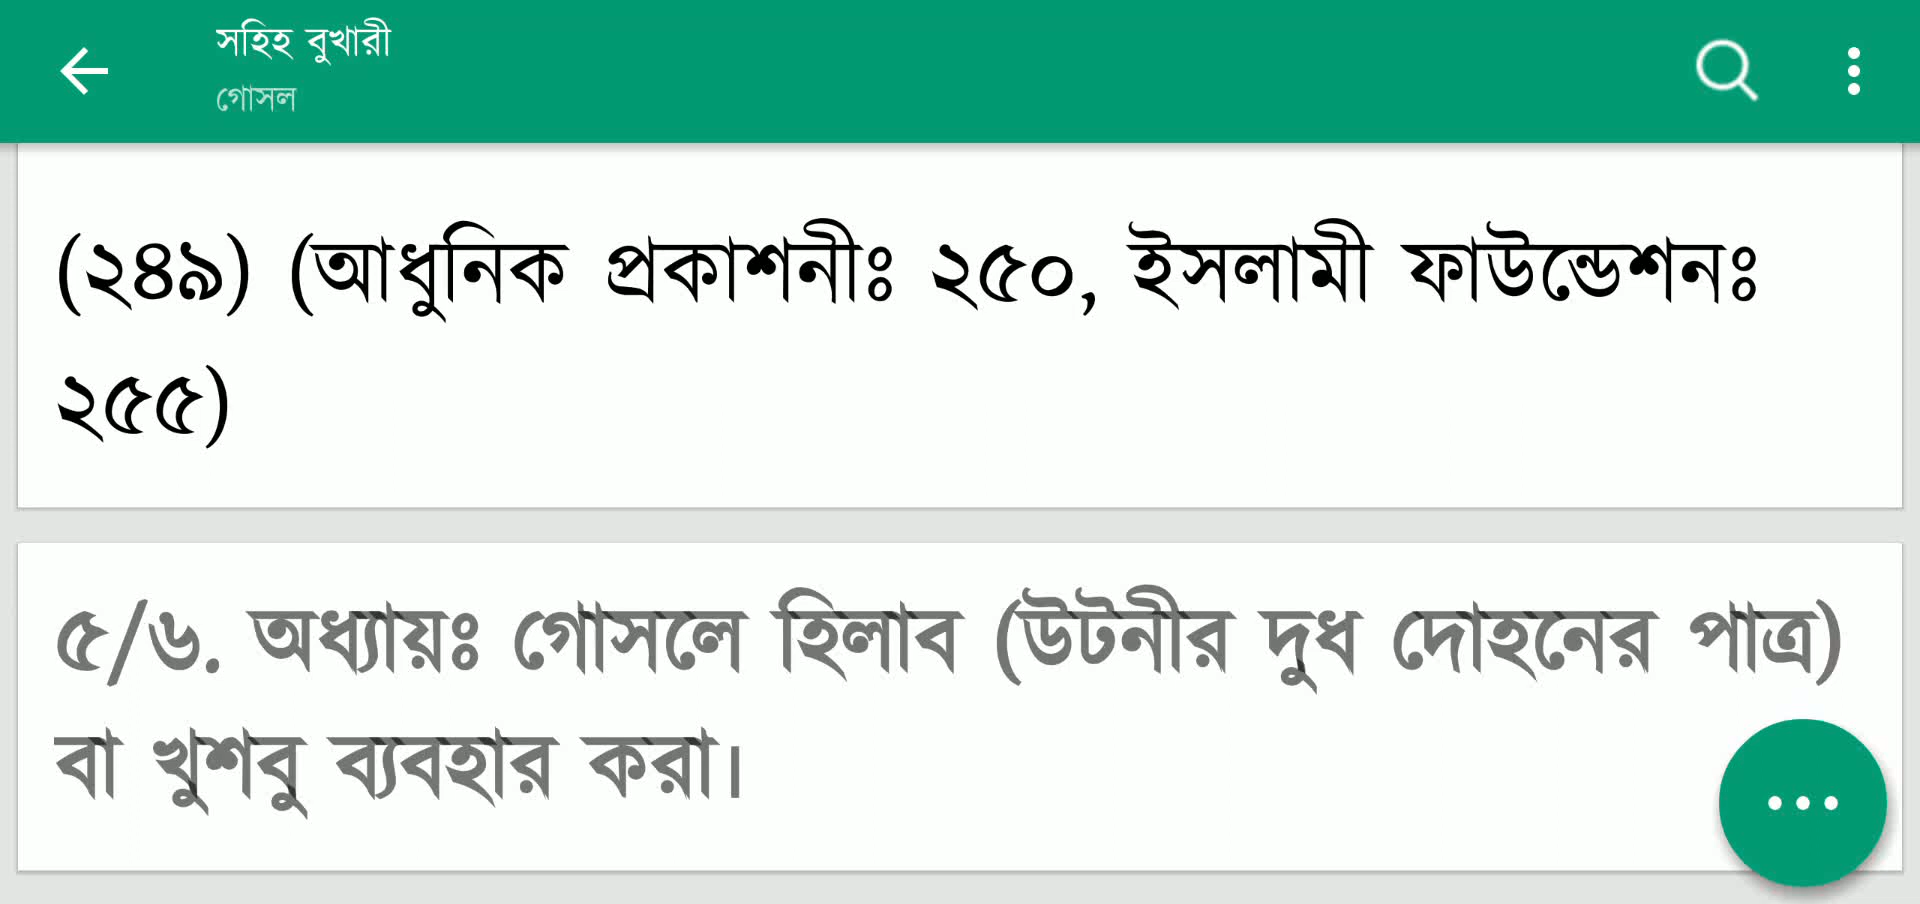 সহিহ বুখারী
গোসল
(২৪৯) (আধুনিক প্রকাশনীঃ ২৫০, ইসলামী ফাউন্ডেশনঃ
২৫৫)
৫/৬. অধ্যায়ঃ গোসলে হিলাব (উটনীর দুধ দোহনের পাত্র)
বা খুশবু ব্যবহার করা।